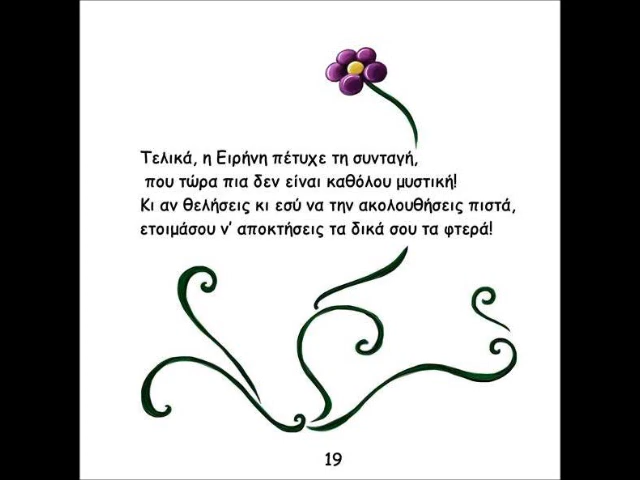 Τελικά, η Ειρήνη πέτυχε τη συνταγή,
που τώρα πια δεν είναι καθόλου μυστική!
Κι αν θελήσεις κι εσύ να την ακολουθήσεις πιστά,
ετοιμάσου ν' αποκτήσεις τα δικά σου τα φτερά!
19